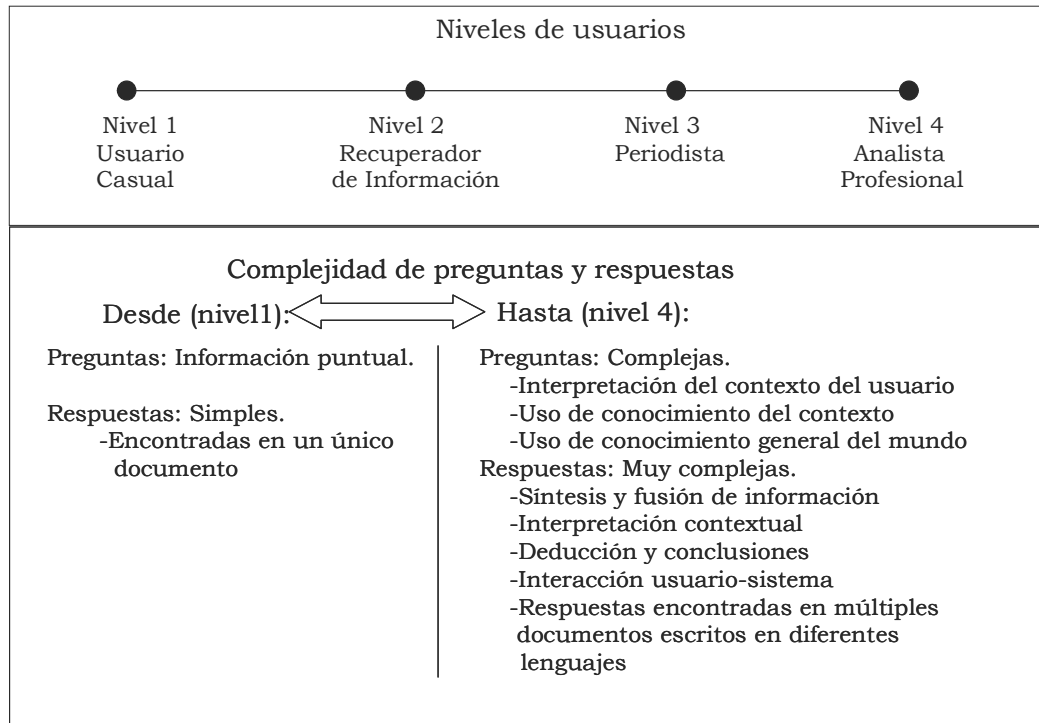 Niveles de usuarios
Nivel 1
Usuario
Casual
Nivel 2
Recuperador
de Información
Nivel 3
Periodista
Nivel 4
Analista
Profesional
Complejidad de preguntas y respuestas
Desde (nivel1):
Hasta (nivel 4):
Preguntas: Información puntual.
Respuestas: Simples.
-Encontradas en un único
documento
Preguntas: Complejas.
-Interpretación del contexto del usuario
-Uso de conocimiento del contexto
-Uso de conocimiento general del mundo
Respuestas: Muy complejas.
-Síntesis y fusión de información
-Interpretación contextual
-Deducción y conclusiones
-Interacción usuario-sistema
-Respuestas encontradas en múltiples
documentos escritos en diferentes
lenguajes